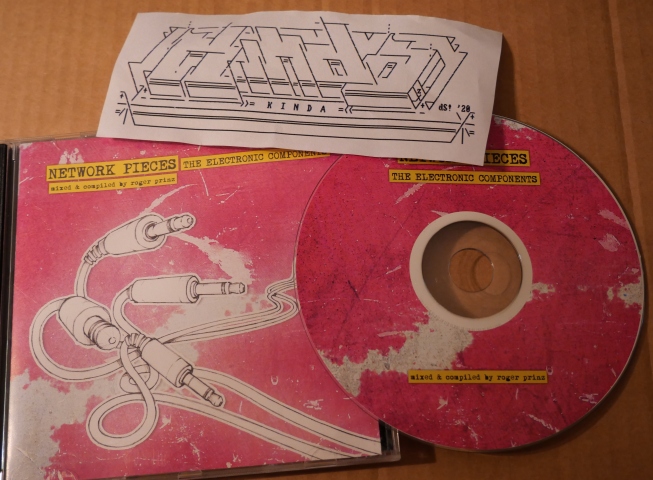 >= K I N D A =<
dS! '20
NETWORK PIECES THE ELECTRONIC COMPONENTS
mixed & compiled by roger prinz
PIECES
THE ELECTRONIC COMPONENTS
mixed & compiled by roger prinz